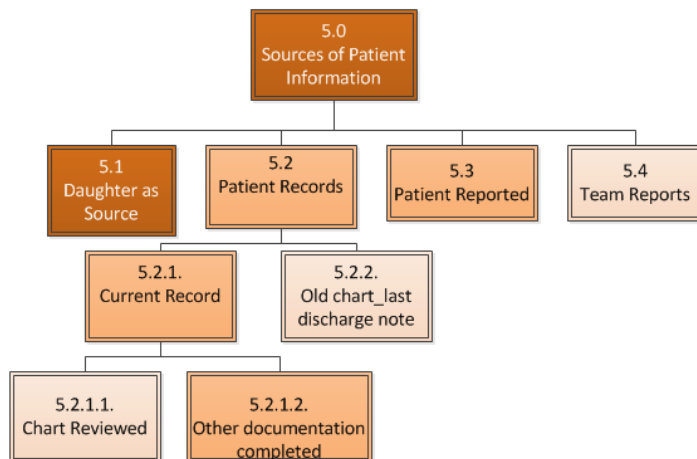 5.0
Sources of Patient
Information
5.1
Daughter as
Source
5.2
Patient Records
5.3
Patient Reported
5.4
Team Reports
5.2.1.
Current Record
5.2.2.
Old chart_last
discharge note
5.2.1.1.
Chart Reviewed
5.2.1.2.
Other documentation
completed